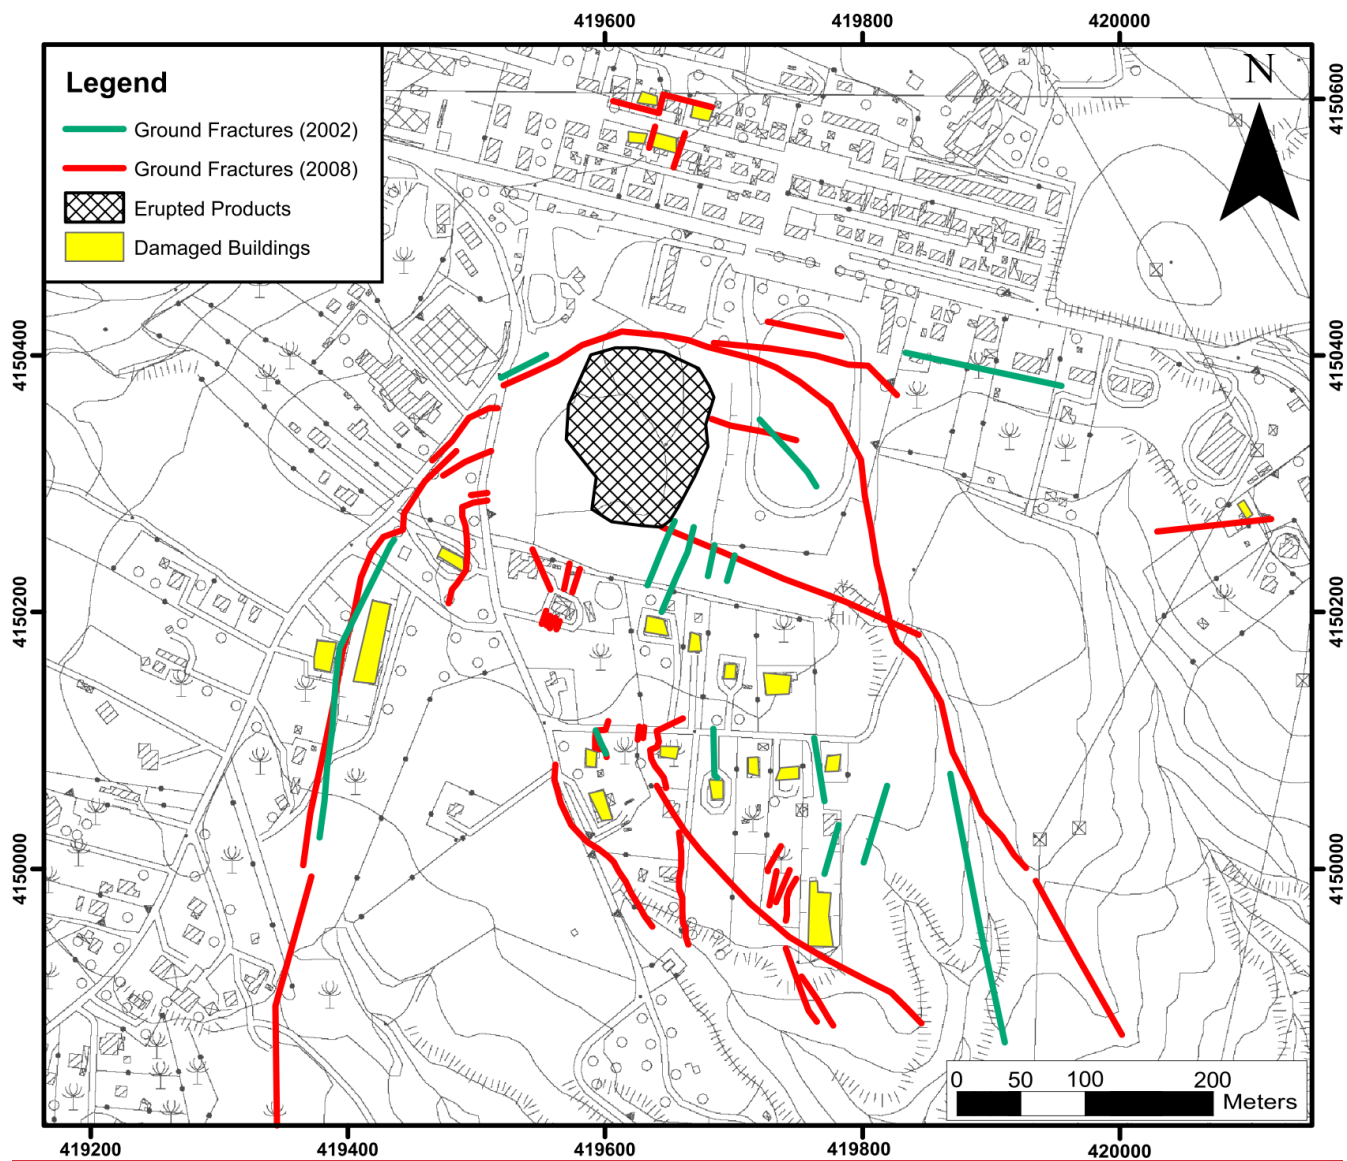 419600 419800 420000
Legend
Ground Fractures (2002)
Ground Fractures (2008)
Erupted Products
Damaged Buildings
N
4150600
4150400 4150400
4150200 4150200
4150000 4150000
0 50 100 200
Meters
419200 419400 419600 419800 420000